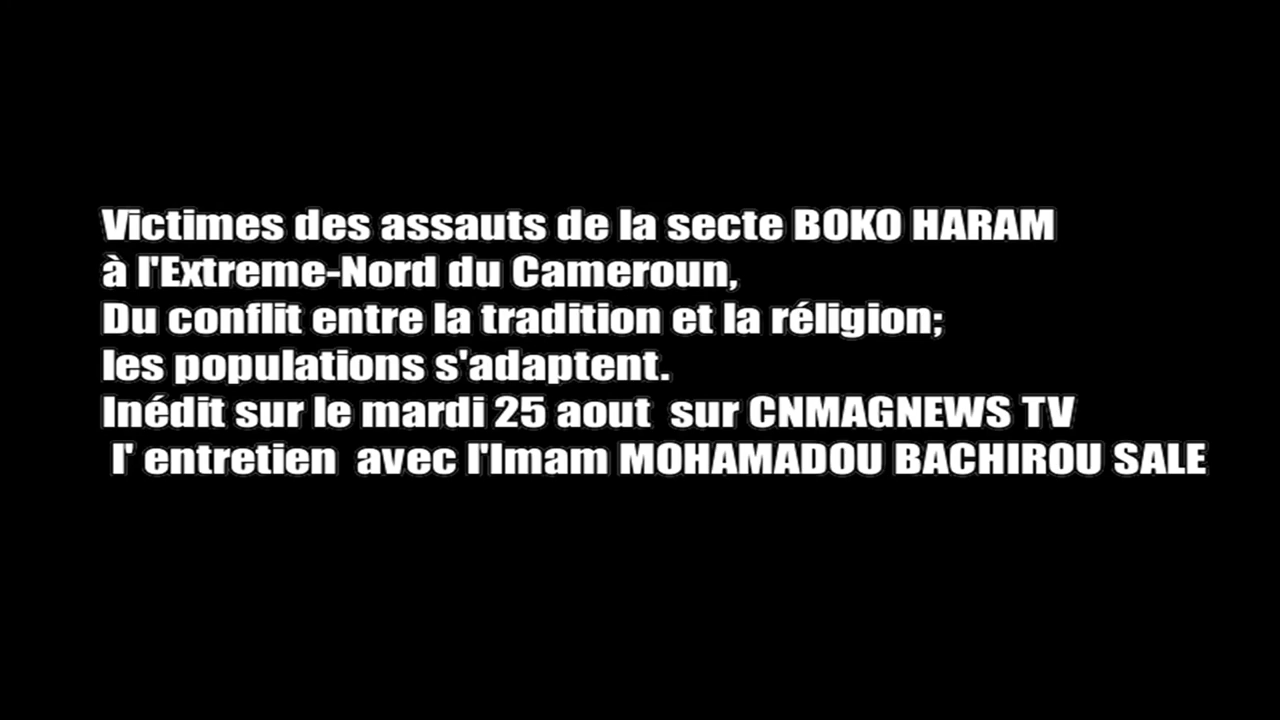 Victimes des assauts de la secte BOKO HARAM
à l'Extreme-Nord du Cameroun,
Du conflit entre la tradition et la réligion;
les populations s'adaptent.
Inédit sur le mardi 25 aout  sur CNMAGNEWS TV
l' entretien  avec l'Imam MOHAMADOU BACHIROU SALE